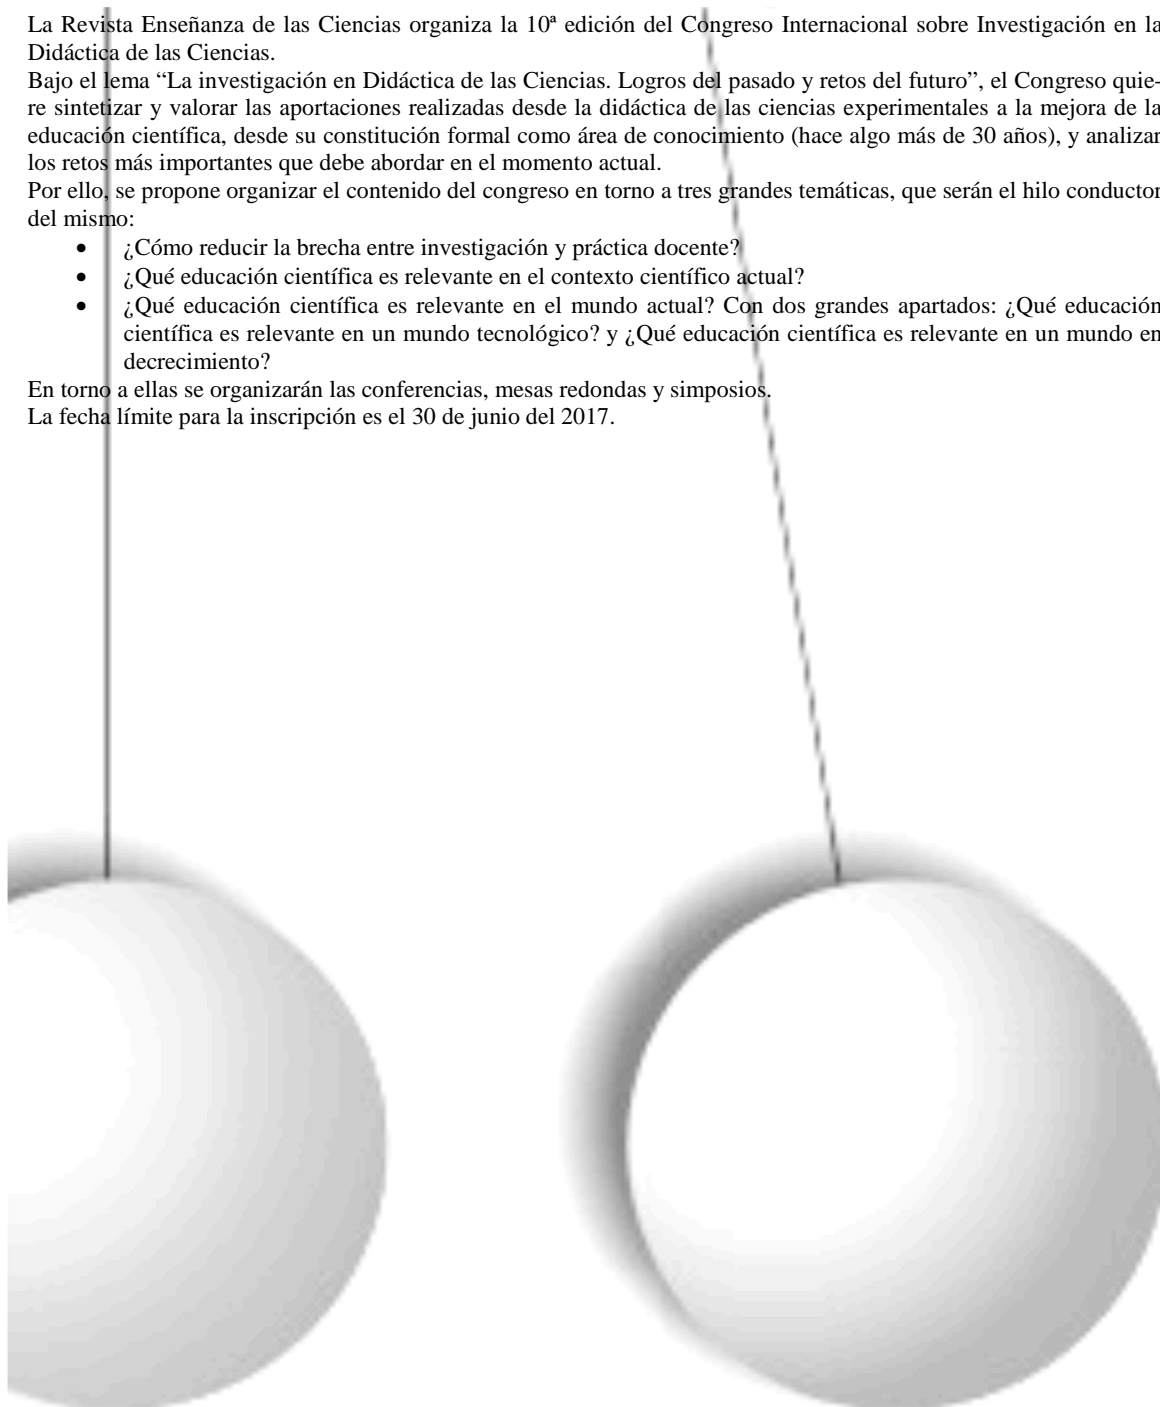 La Revista Enseñanza de las Ciencias organiza la 10ª edición del Congreso Internacional sobre Investigación en la
Didáctica de las Ciencias.
Bajo el lema “La investigación en Didáctica de las Ciencias. Logros del pasado y retos del futuro”, el Congreso quie-
re sintetizar y valorar las aportaciones realizadas desde la didáctica de las ciencias experimentales a la mejora de la
educación científica, desde su constitución formal como área de conocimiento (hace algo más de 30 años), y analizar
los retos más importantes que debe abordar en el momento actual.
Por ello, se propone organizar el contenido del congreso en torno a tres grandes temáticas, que serán el hilo conductor
del mismo:
• ¿Cómo reducir la brecha entre investigación y práctica docente?
• ¿Qué educación científica es relevante en el contexto científico actual?
• ¿Qué educación científica es relevante en el mundo actual? Con dos grandes apartados: ¿Qué educación
científica es relevante en un mundo tecnológico? y ¿Qué educación científica es relevante en un mundo en
decrecimiento?
En torno a ellas se organizarán las conferencias, mesas redondas y simposios.
La fecha límite para la inscripción es el 30 de junio del 2017.